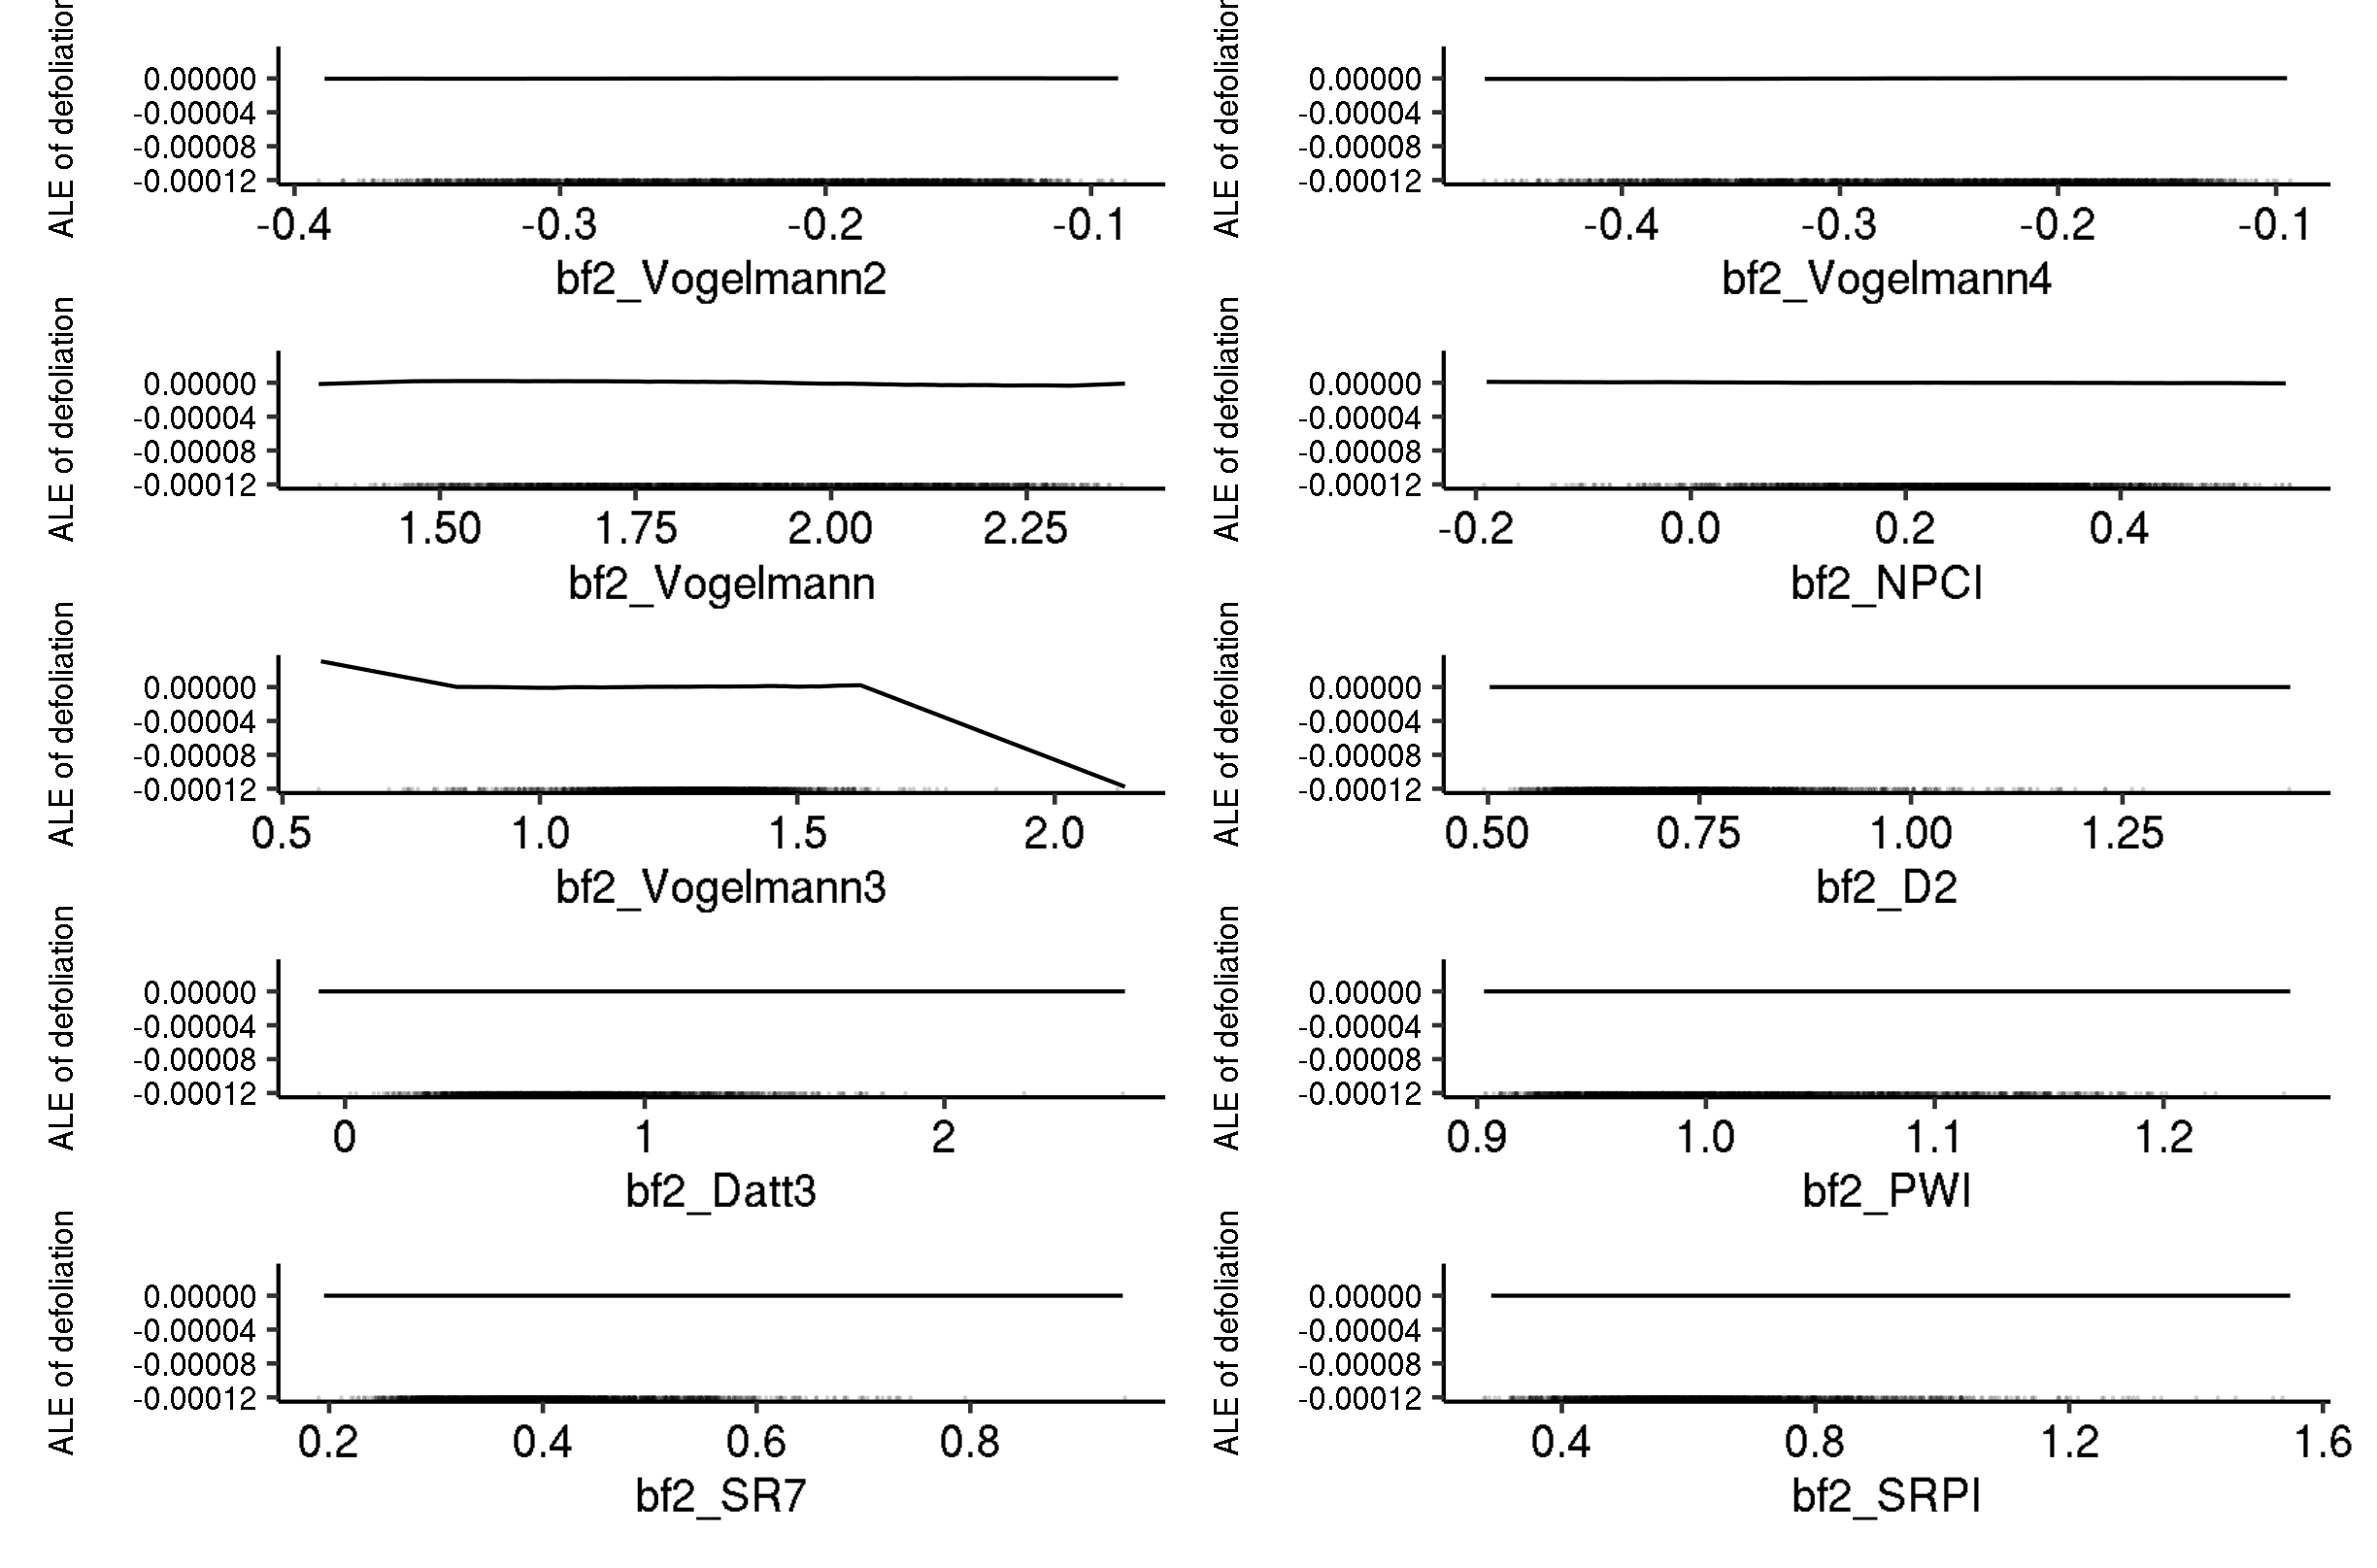 ALE of defoliation
0.00000
-0.00004
-0.00008
-0.00012
-0.4 -0.3 -0.2 -0.1
bf2_Vogelmann2
ALE of defoliation
0.00000
-0.00004
-0.00008
-0.00012
-0.4 -0.3 -0.2 -0.1
bf2_Vogelmann4
ALE of defoliation
0.00000
-0.00004
-0.00008
-0.00012
1.50 1.75 2.00 2.25
bf2_Vogelmann
ALE of defoliation
0.00000
-0.00004
-0.00008
-0.00012
-0.2 0.0 0.2 0.4
bf2_NPCI
ALE of defoliation
0.00000
-0.00004
-0.00008
-0.00012
0.5 1.0 1.5 2.0
bf2_Vogelmann3
ALE of defoliation
0.00000
-0.00004
-0.00008
-0.00012
0.50 0.75 1.00 1.25
bf2_D2
ALE of defoliation
0.00000
-0.00004
-0.00008
-0.00012
0 1 2
bf2_Datt3
ALE of defoliation
0.00000
-0.00004
-0.00008
-0.00012
0.9 1.0 1.1 1.2
bf2_PWI
ALE of defoliation
0.00000
-0.00004
-0.00008
-0.00012
0.2 0.4 0.6 0.8
bf2_SR7
ALE of defoliation
0.00000
-0.00004
-0.00008
-0.00012
0.4 0.8 1.2 1.6
bf2_SRPI